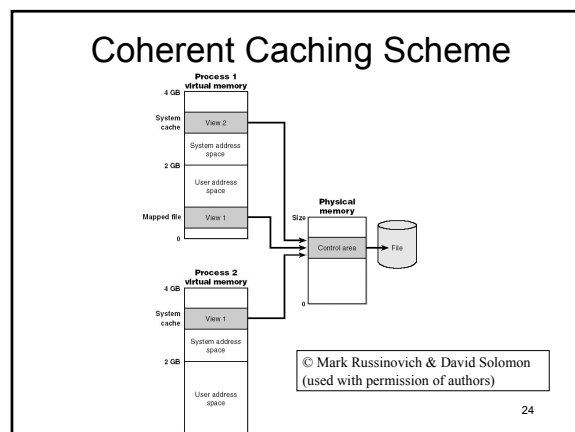 Coherent Caching Scheme
Process 1
virtual memory
4 GB
System
cache
View 2
System address
space
2 GB
User address
space
Mapped file
View 1
0
Physical
memory
Size
Control area
File
0
Process 2
virtual memory
4 GB
System
cache
View 1
System address
space
2 GB
User address
space
© Mark Russinovich & David Solomon
(used with permission of authors)
24